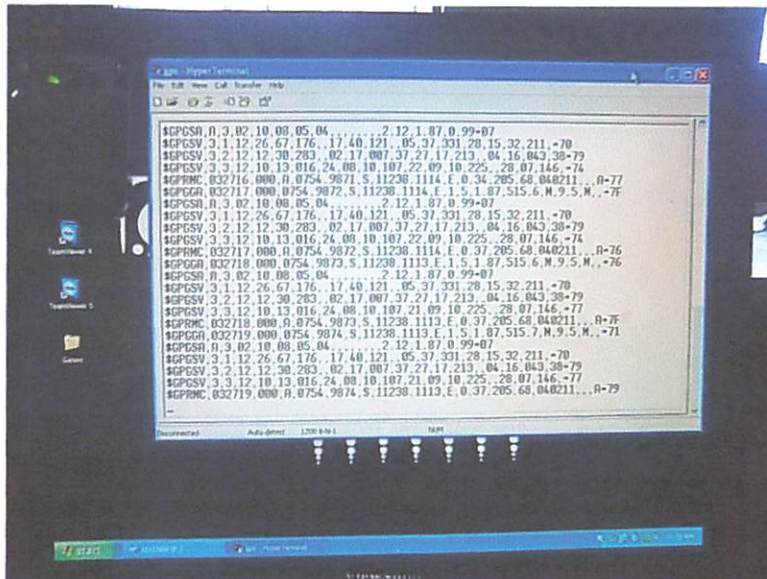 gps - HyperTerminal
File Edit View Call Transfer Help
$GPGSA,A,3,02,10,08,05,04,,,,,,,,2.12,1.87,0.99=07
$GPGSV,3,1,12,26,67,176,,17,40,121,,05,37,331,28,15,32,211,=70
$GPGSV,3,2,12,12,30,283,,02,17,007,37,27,17,213,,04,16,043,38=79
$GPGSV,3,3,12,10,13,016,24,08,10,107,22,09,10,225,,28,07,146,=74
$GPRMC,032716.000,A,0754.9871,S,11238.1114,E,0.34,205.68,040211,,,A=77
$GPGGA,032717.000,0754.9872,S,11238.1114,E,1,5,1.87,515.6,M,9.5,M,,=7F
$GPGSA,A,3,02,10,08,05,04,,,,,,,,2.12,1.87,0.99=07
$GPGSV,3,1,12,26,67,176,,17,40,121,,05,37,331,28,15,32,211,=70
$GPGSV,3,2,12,12,30,283,,02,17,007,37,27,17,213,,04,16,043,38=79
$GPGSV,3,3,12,10,13,016,24,08,10,107,22,09,10,225,,28,07,146,=74
$GPRMC,032717.000,A,0754.9872,S,11238.1114,E,0.37,205.68,040211,,,A=76
$GPGGA,032718.000,0754.9873,S,11238.1113,E,1,5,1.87,515.6,M,9.5,M,,=76
$GPGSA,A,3,02,10,08,05,04,,,,,,,,2.12,1.87,0.99=07
$GPGSV,3,1,12,26,67,176,,17,40,121,,05,37,331,28,15,32,211,=70
$GPGSV,3,2,12,12,30,283,,02,17,007,37,27,17,213,,04,16,043,38=79
$GPGSV,3,3,12,10,13,016,24,08,10,107,21,09,10,225,,28,07,146,=77
$GPRMC,032718.000,A,0754.9873,S,11238.1113,E,0.37,205.68,040211,,,A=7F
$GPGGA,032719.000,0754.9874,S,11238.1113,E,1,5,1.87,515.7,M,9.5,M,,=71
$GPGSA,A,3,02,10,08,05,04,,,,,,,,2.12,1.87,0.99=07
$GPGSV,3,1,12,26,67,176,,17,40,121,,05,37,331,28,15,32,211,=70
$GPGSV,3,2,12,12,30,283,,02,17,007,37,27,17,213,,04,16,043,38=79
$GPGSV,3,3,12,10,13,016,24,08,10,107,21,09,10,225,,28,07,146,=77
$GPRMC,032719.000,A,0754.9874,S,11238.1113,E,0.37,205.68,040211,,,A=79
Disconnected Auto detect 1200 8-N-1 NUM
TeamViewer 4
TeamViewer 5
Games
start
gps - HyperTerminal